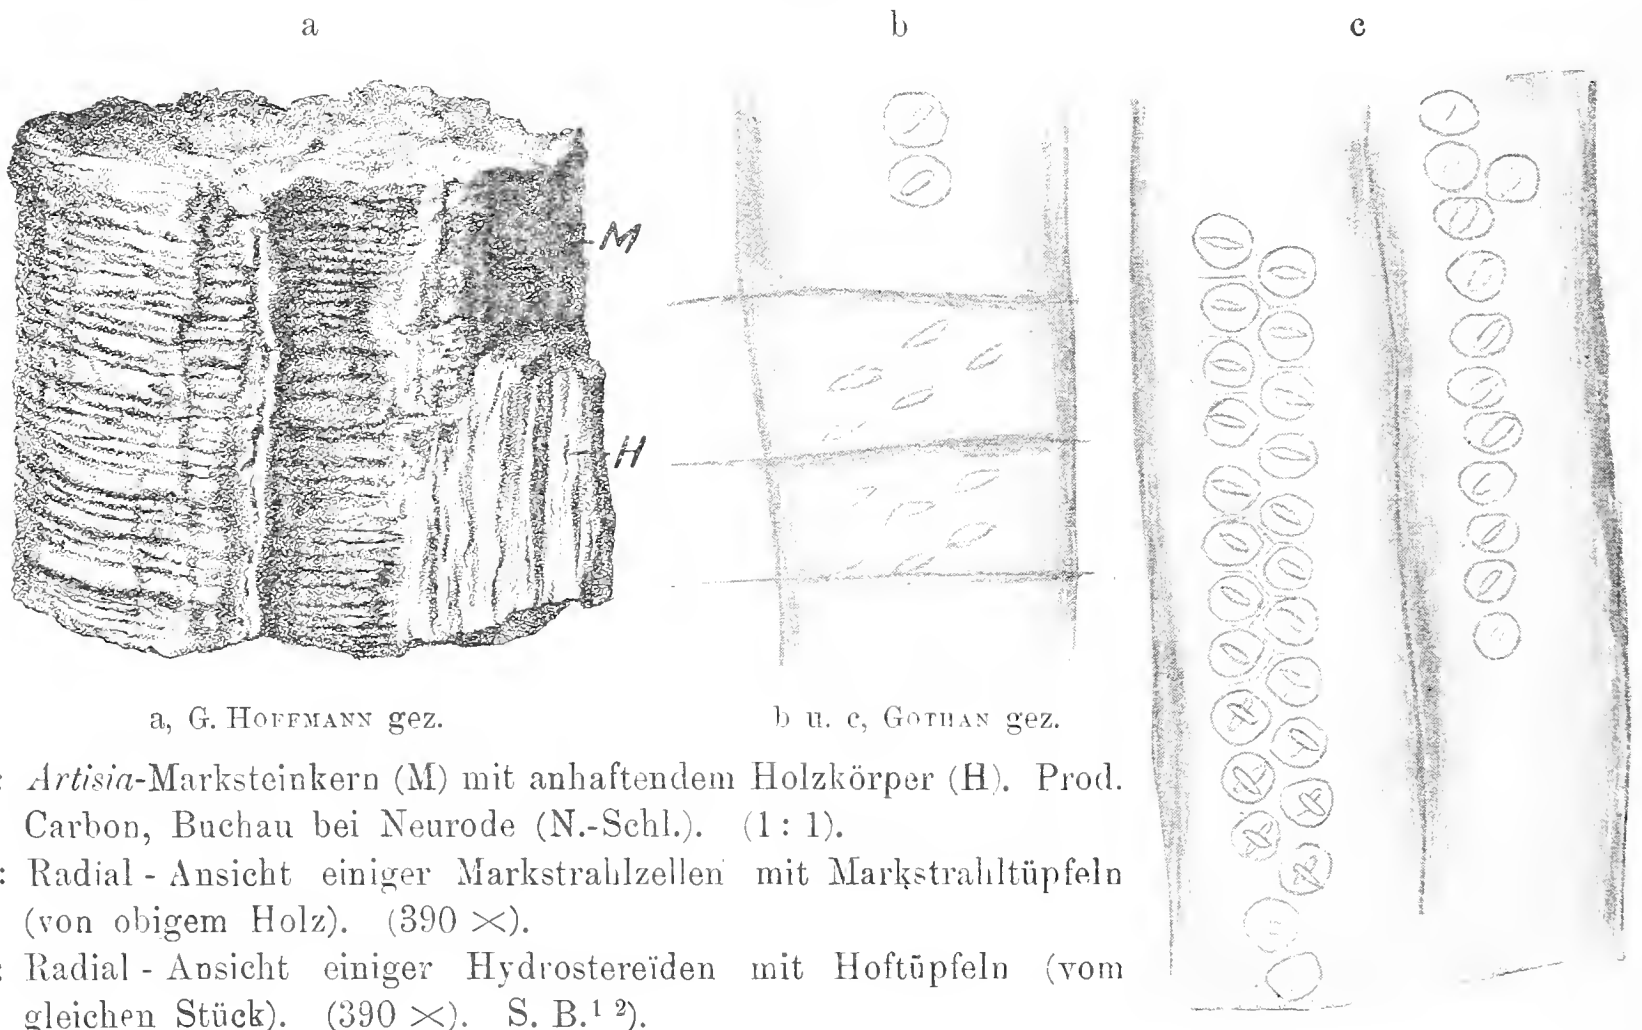 a
b
c
M
H
a, G. HOFFMANN gez.
b u. c, GOTHAN gez.
: Artisia-Marksteinkern (M) mit anhaftendem Holzkörper (H). Prod.
Carbon, Buchau bei Neurode (N.-Schl.). (1 : 1).
: Radial - Ansicht einiger Markstrahlzellen mit Markstrahltüpfeln
(von obigem Holz). (390 ×).
: Radial - Ansicht einiger Hydrostereïden mit Hoftüpfeln (vom
gleichen Stück). (390 ×). S. B.¹ ²).